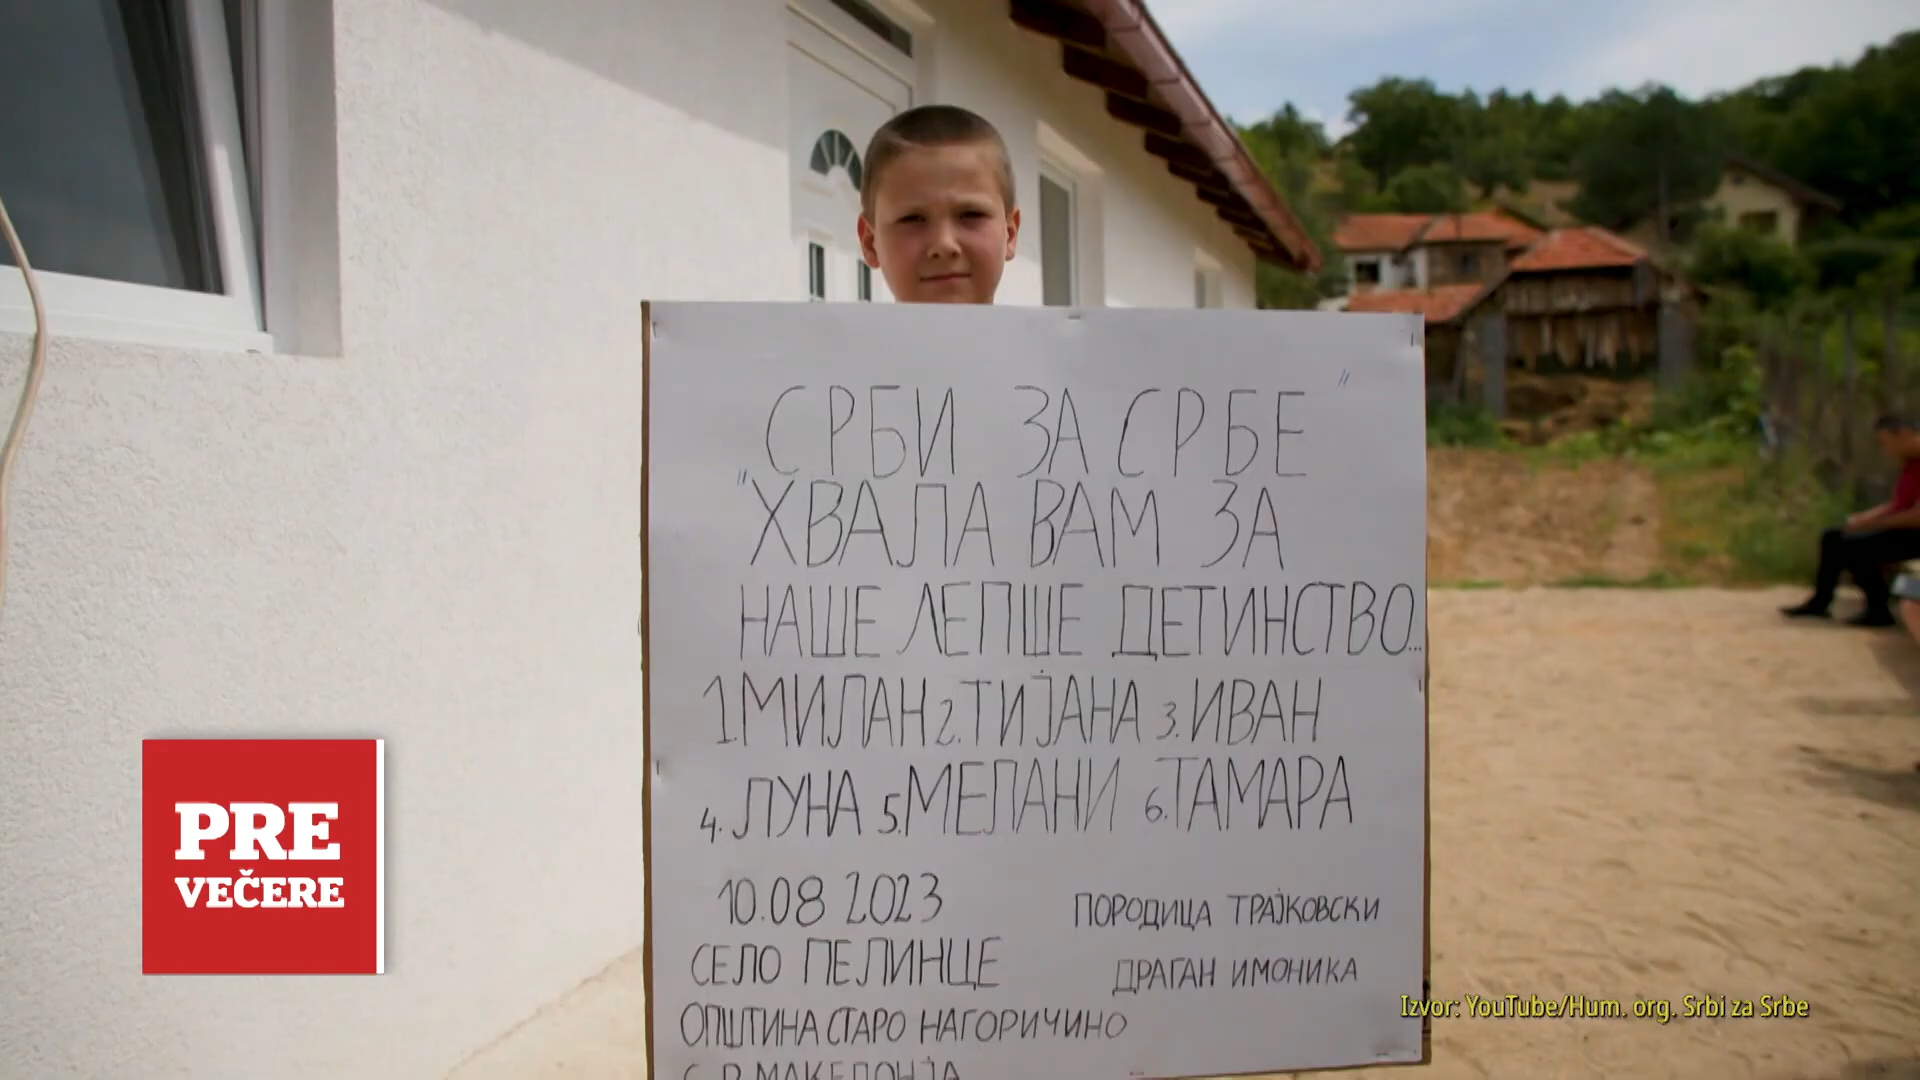 СРБИ ЗА СРБЕ"
"ХВАЛА ВАМ ЗА
НАШЕ ЛЕПШЕ ДЕТИНСТВО...
1.МИЛАН 2.ТИЈАНА 3.ИВАН
4.ЛУНА 5.МЕЛАНИ 6.ТАМАРА
10.08 2023
ПОРОДИЦА ТРАЈКОВСКИ
СЕЛО ПЕЛИНЦЕ
ДРАГАН И МОНИКА
ОПШТИНА СТАРО НАГОРИЧИНО
С. Р. МАКЕДОНЈА
PRE
VEČERE
Izvor: YouTube/Hum. org. Srbi za Srbe